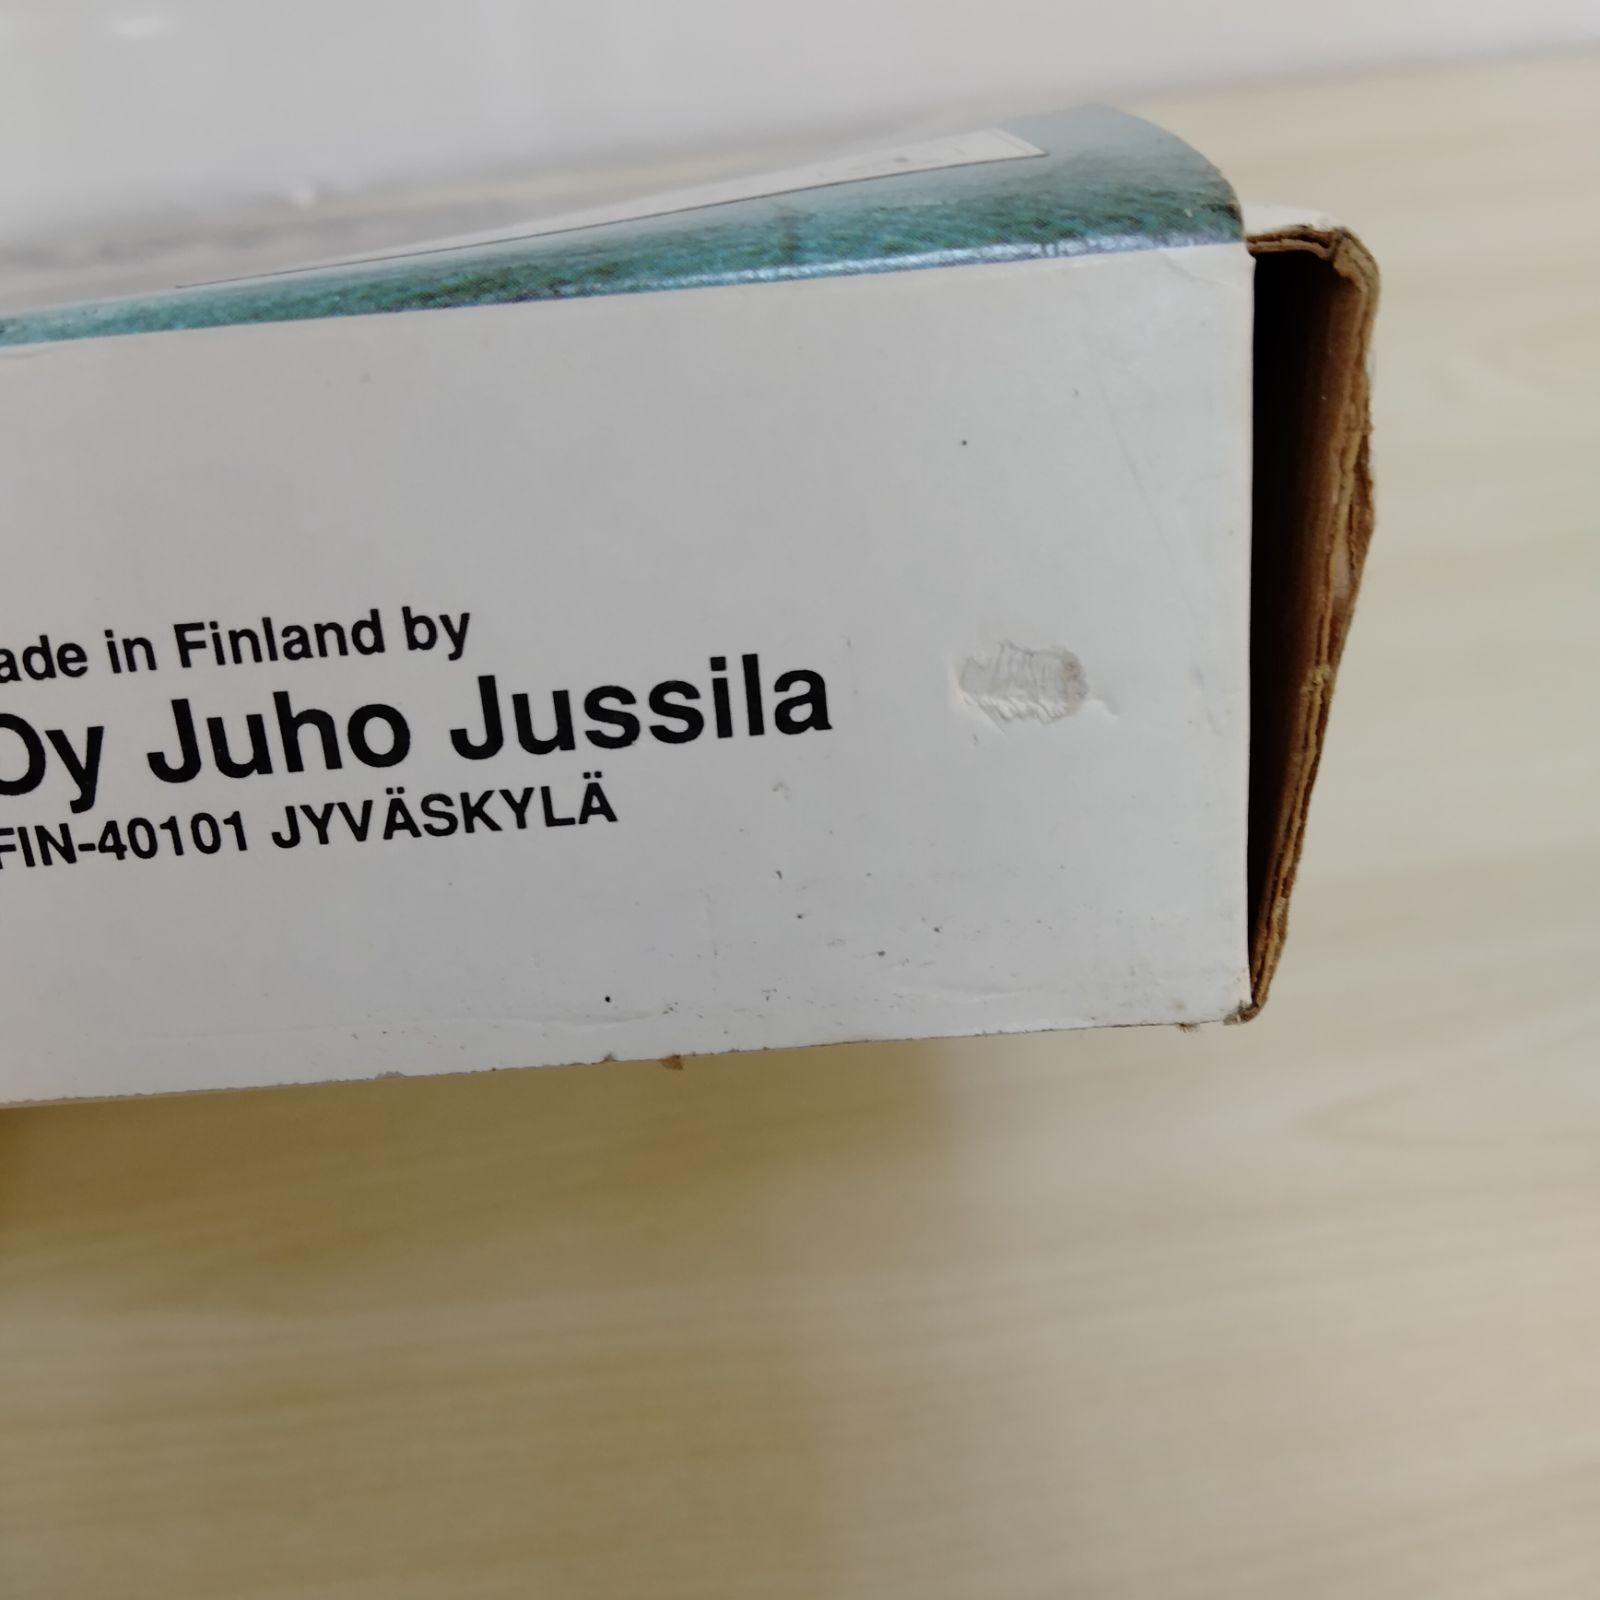 ade in Finland by
Oy Juho Jussila
FIN-40101 JYVÄSKYLÄ